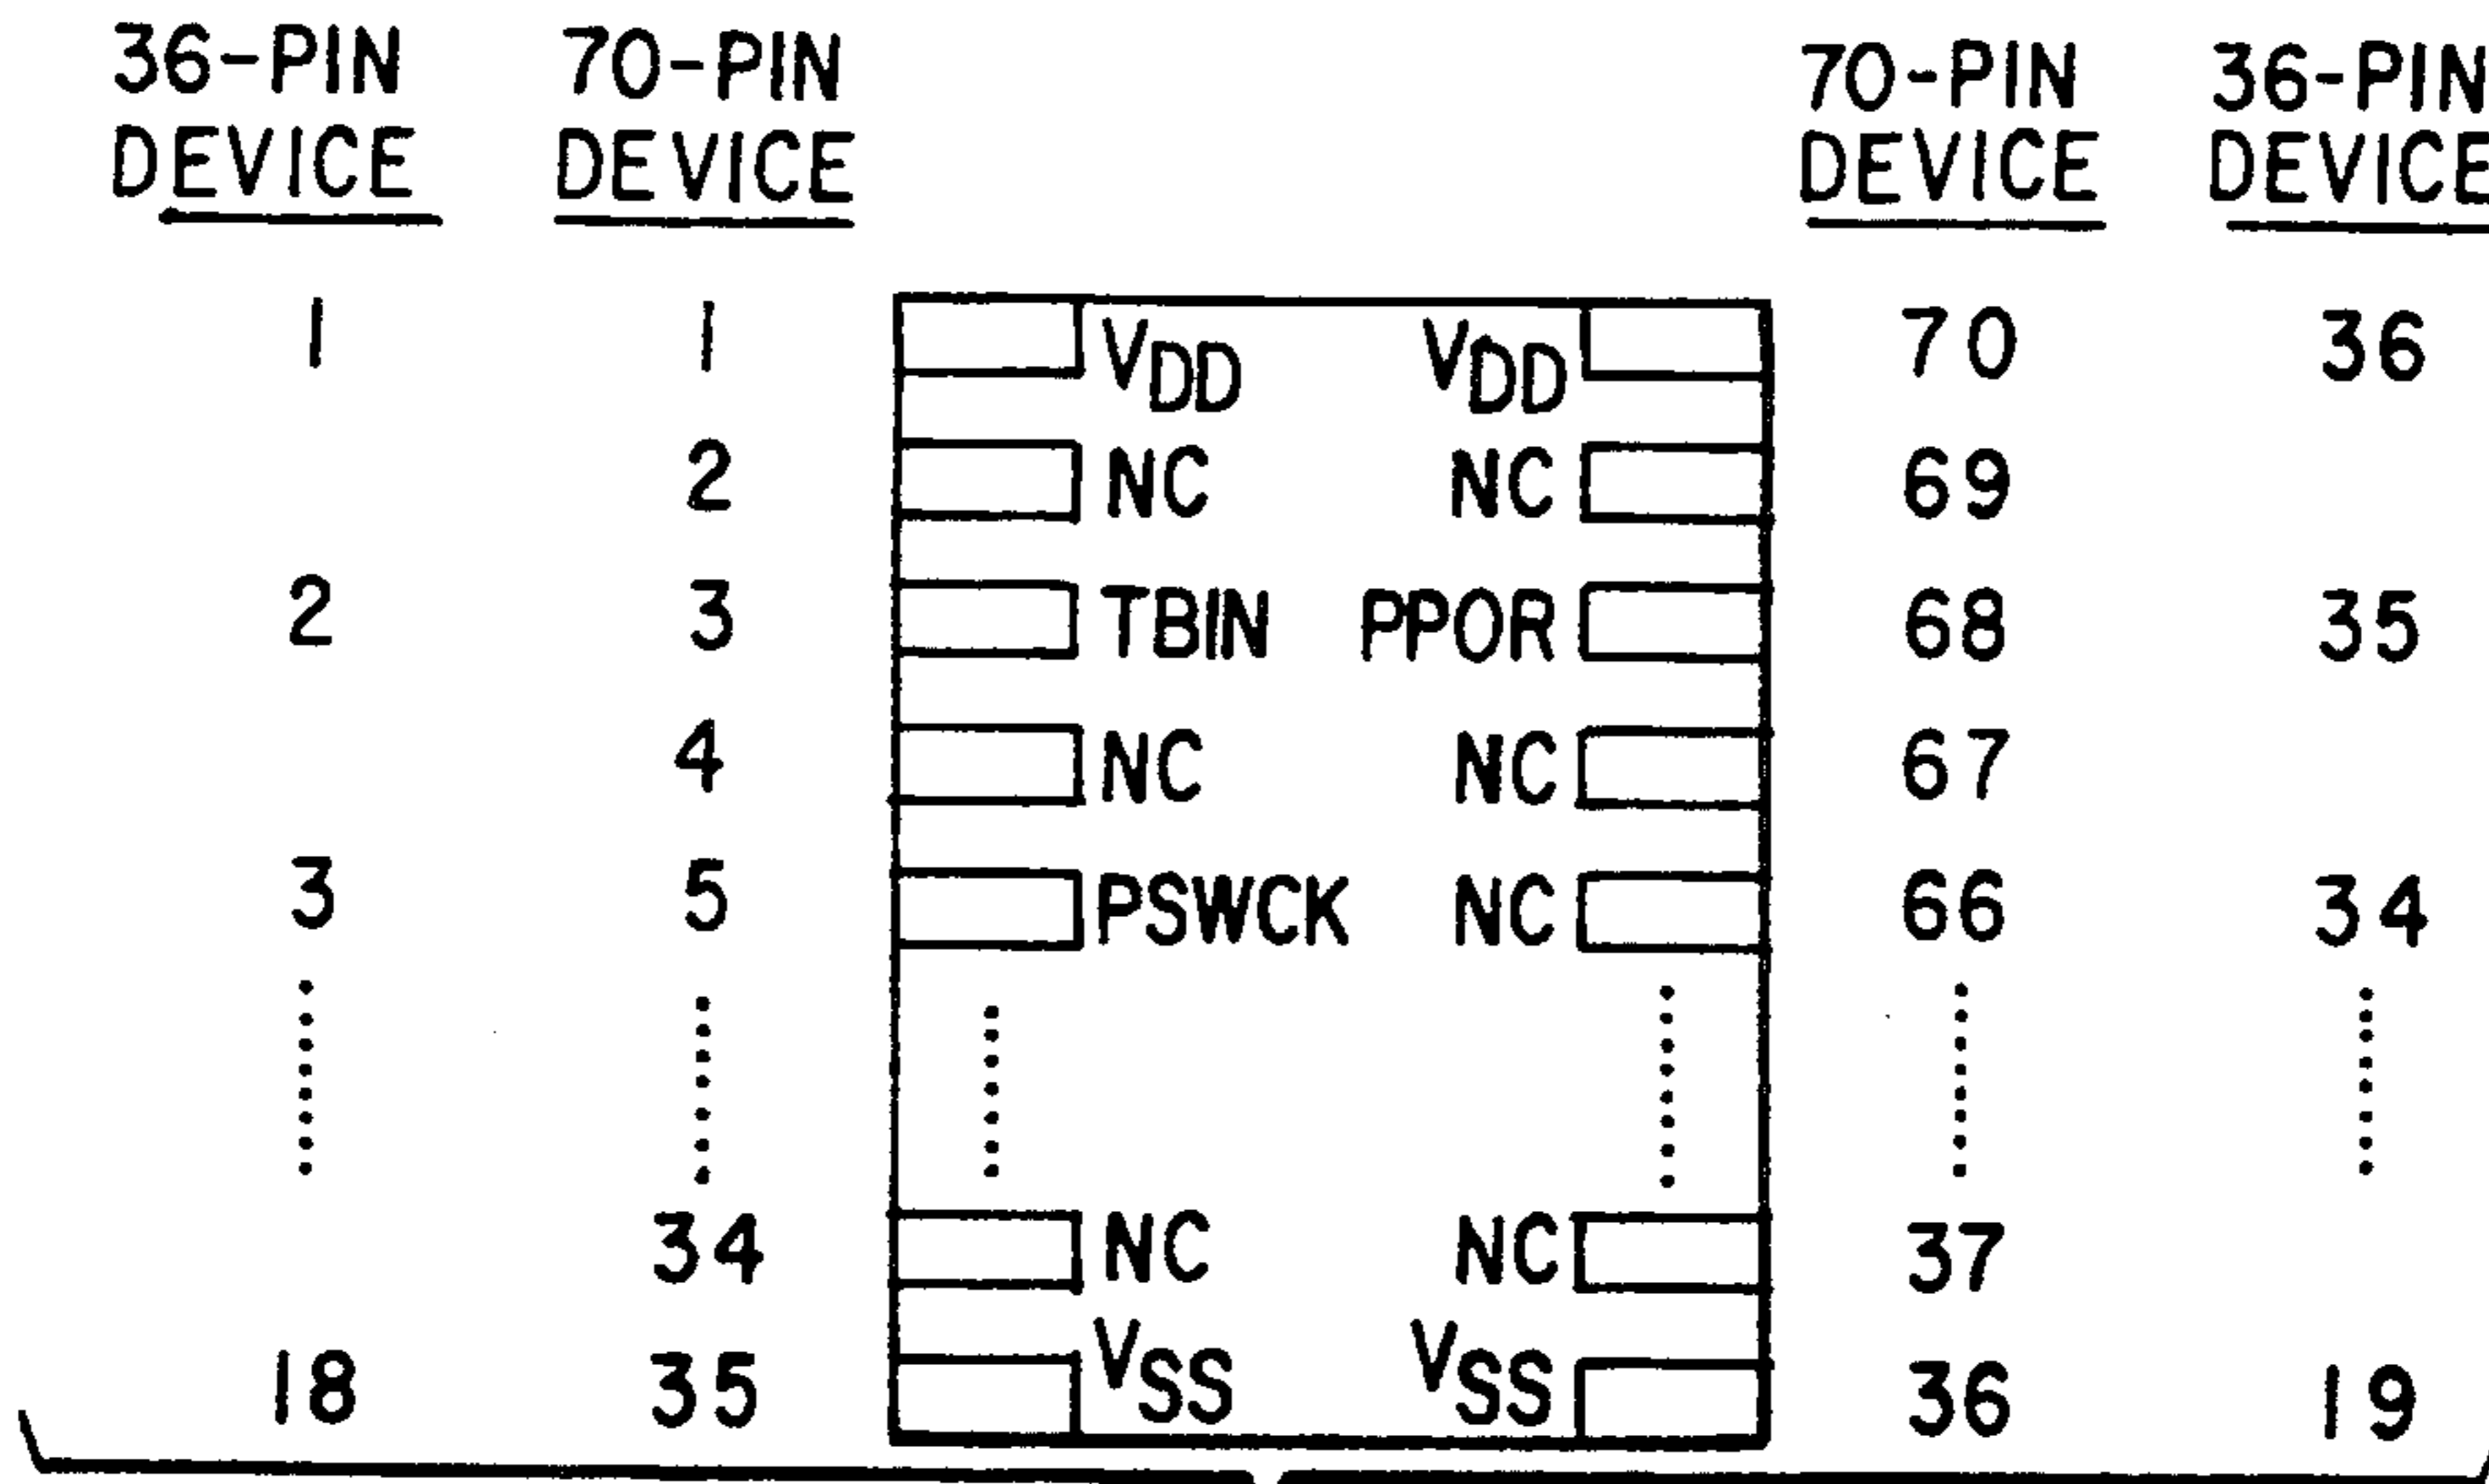 36-PIN 70-PIN 70-PIN 36-PIN
DEVICE DEVICE DEVICE DEVICE
1 1 VDD VDD 70 36
2 NC NC 69
2 3 TBIN PPOR 68 35
4 NC NC 67
3 5 PSWCK NC 66 34
34 NC NC 37
18 35 VSS VSS 36 19